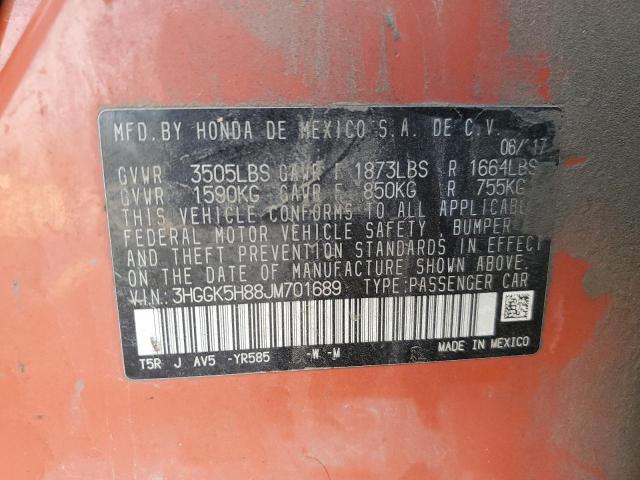 MFD.BY HONDA DE MEXICO S.A. DE C.V.
06/17
GVWR 3505LBS GAWR F 1873LBS R 1664LBS
GVWR 1590KG GAWR F 850KG R 755KG
THIS VEHICLE CONFORMS TO ALL APPLICABLE
FEDERAL MOTOR VEHICLE SAFETY BUMPER
AND THEFT PREVENTION STANDARDS IN EFFECT
ON THE DATE OF MANUFACTURE SHOWN ABOVE.
V.I.N.:3HGGK5H88JM701689 TYPE:PASSENGER CAR
T5R J AV5 -YR585 -W -M MADE IN MEXICO